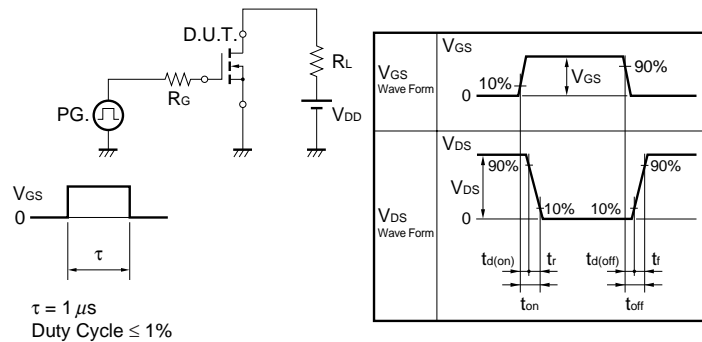 D.U.T.
RL
RG
PG.
VDD
VGS
0
τ
τ = 1 μs
Duty Cycle ≤ 1%
VGS
Wave Form
VGS
10%
VGS
90%
0
VDS
Wave Form
VDS
90%
VDS
10%
10%
90%
0
td(on)
tr
td(off)
tf
ton
toff